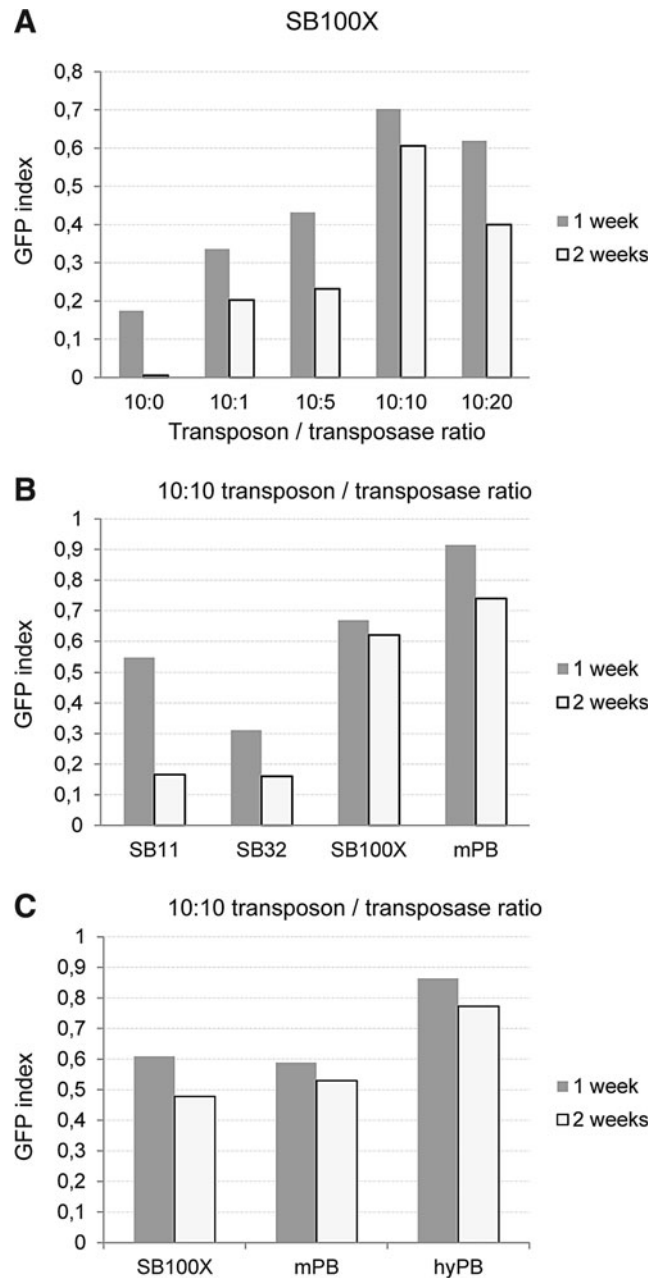 A
SB100X
0,8
0,7
0,6
0,5
0,4
0,3
0,2
0,1
0
GFP index
1 week
2 weeks
10:0 10:1 10:5 10:10 10:20
Transposon / transposase ratio
B
10:10 transposon / transposase ratio
1
0,9
0,8
0,7
0,6
0,5
0,4
0,3
0,2
0,1
0
GFP index
1 week
2 weeks
SB11 SB32 SB100X mPB
C
10:10 transposon / transposase ratio
1
0,9
0,8
0,7
0,6
0,5
0,4
0,3
0,2
0,1
0
GFP index
1 week
2 weeks
SB100X mPB hyPB